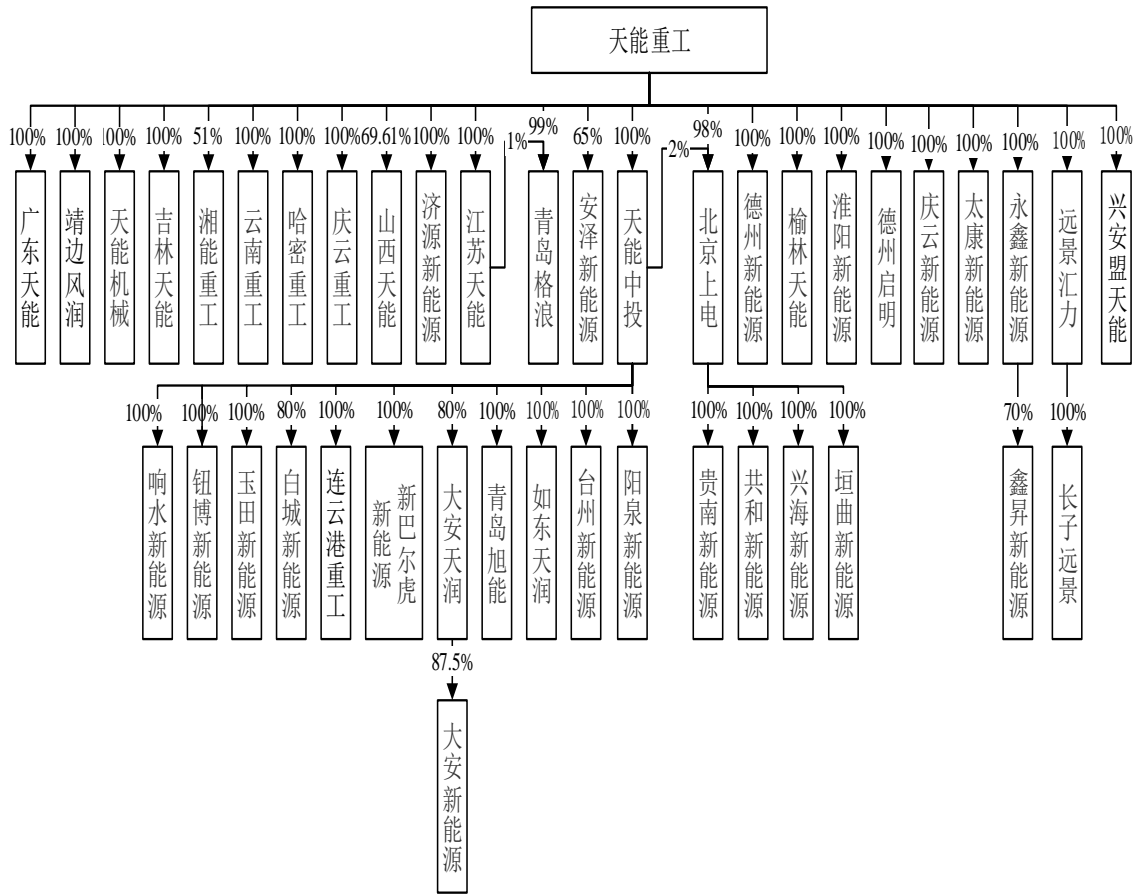 天能重工
100%
100%
100%
100%
51%
100%
100%
100%
69.61%
100%
100%
1%
99%
65%
100%
2%
98%
100%
100%
100%
100%
100%
100%
100%
100%
100%
广东天能
靖边风润
天能机械
吉林天能
湘能重工
云南重工
哈密重工
庆云重工
山西天能
济源新能源
江苏天能
青岛格浪
安泽新能源
天能中投
北京上电
德州新能源
榆林天能
淮阳新能源
德州启明
庆云新能源
太康新能源
永鑫新能源
远景汇力
兴安盟天能
100%
100%
100%
80%
100%
100%
80%
100%
100%
100%
100%
100%
100%
100%
100%
70%
100%
响水新能源
钮博新能源
玉田新能源
白城新能源
连云港重工
新巴尔虎
新能源
大安天润
青岛旭能
如东天润
台州新能源
阳泉新能源
贵南新能源
共和新能源
兴海新能源
垣曲新能源
鑫昇新能源
长子远景
87.5%
大安新能源